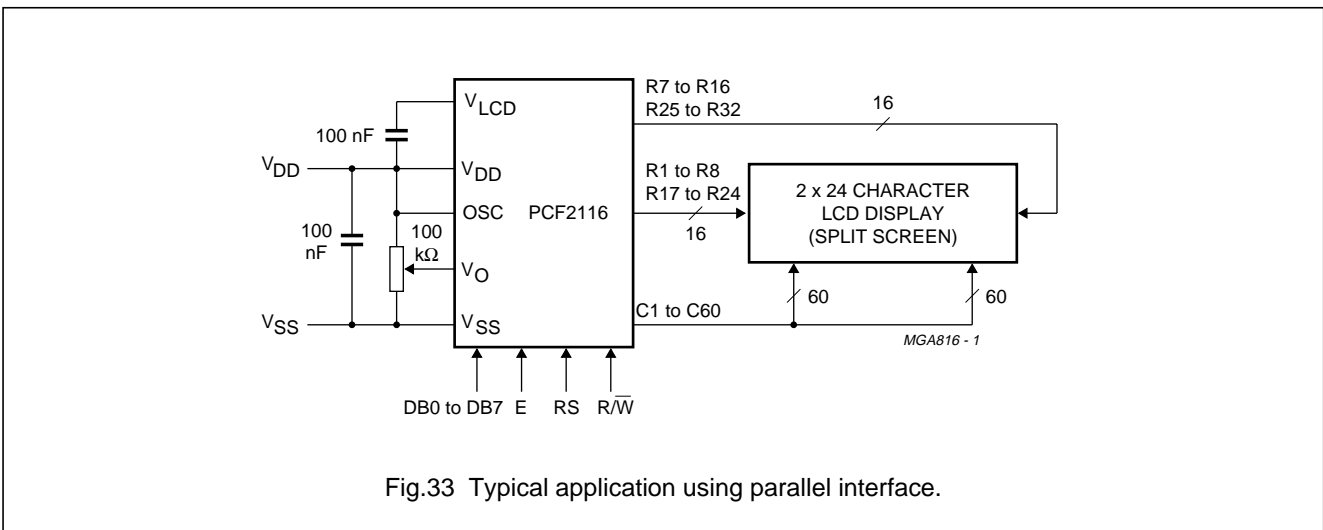 R7 to R16
R25 to R32
16
VLCD
100 nF
VDD
VDD
R1 to R8
R17 to R24
16
2 x 24 CHARACTER
LCD DISPLAY
(SPLIT SCREEN)
OSC
PCF2116
100
nF
100
kΩ
VO
60
60
C1 to C60
VSS
VSS
MGA816 - 1
DB0 to DB7 E RS R/W̅
Fig.33 Typical application using parallel interface.